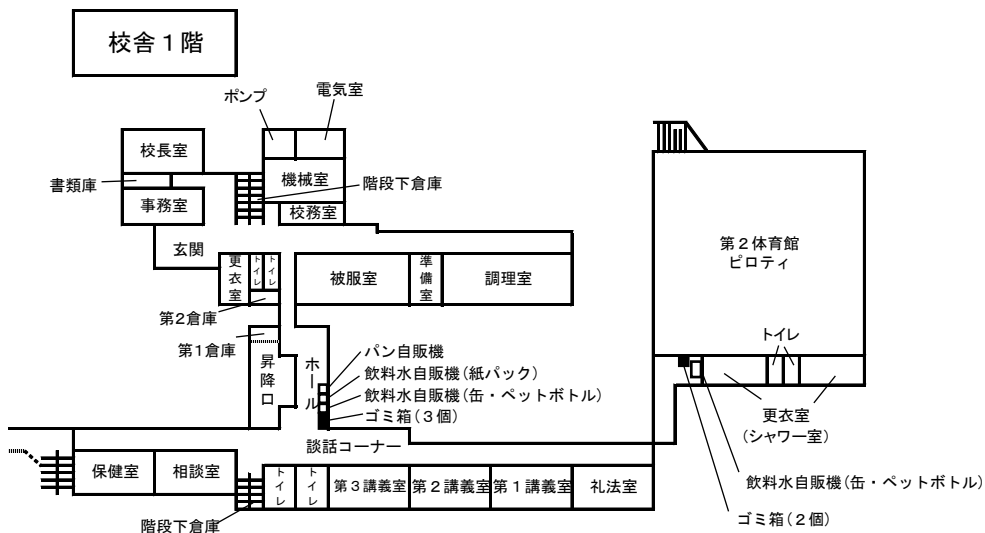 校舎１階
ポンプ
電気室
校長室
機械室
階段下倉庫
書類庫
事務室
校務室
玄関
更衣室
トイレ
トイレ
被服室
準備室
調理室
第２体育館
ピロティ
第２倉庫
第１倉庫
昇降口
ホール
パン自販機
飲料水自販機（紙パック）
飲料水自販機（缶・ペットボトル）
ゴミ箱（３個）
トイレ
更衣室
（シャワー室）
談話コーナー
保健室
相談室
トイレ
トイレ
第３講義室
第２講義室
第１講義室
礼法室
飲料水自販機（缶・ペットボトル）
ゴミ箱（２個）
階段下倉庫